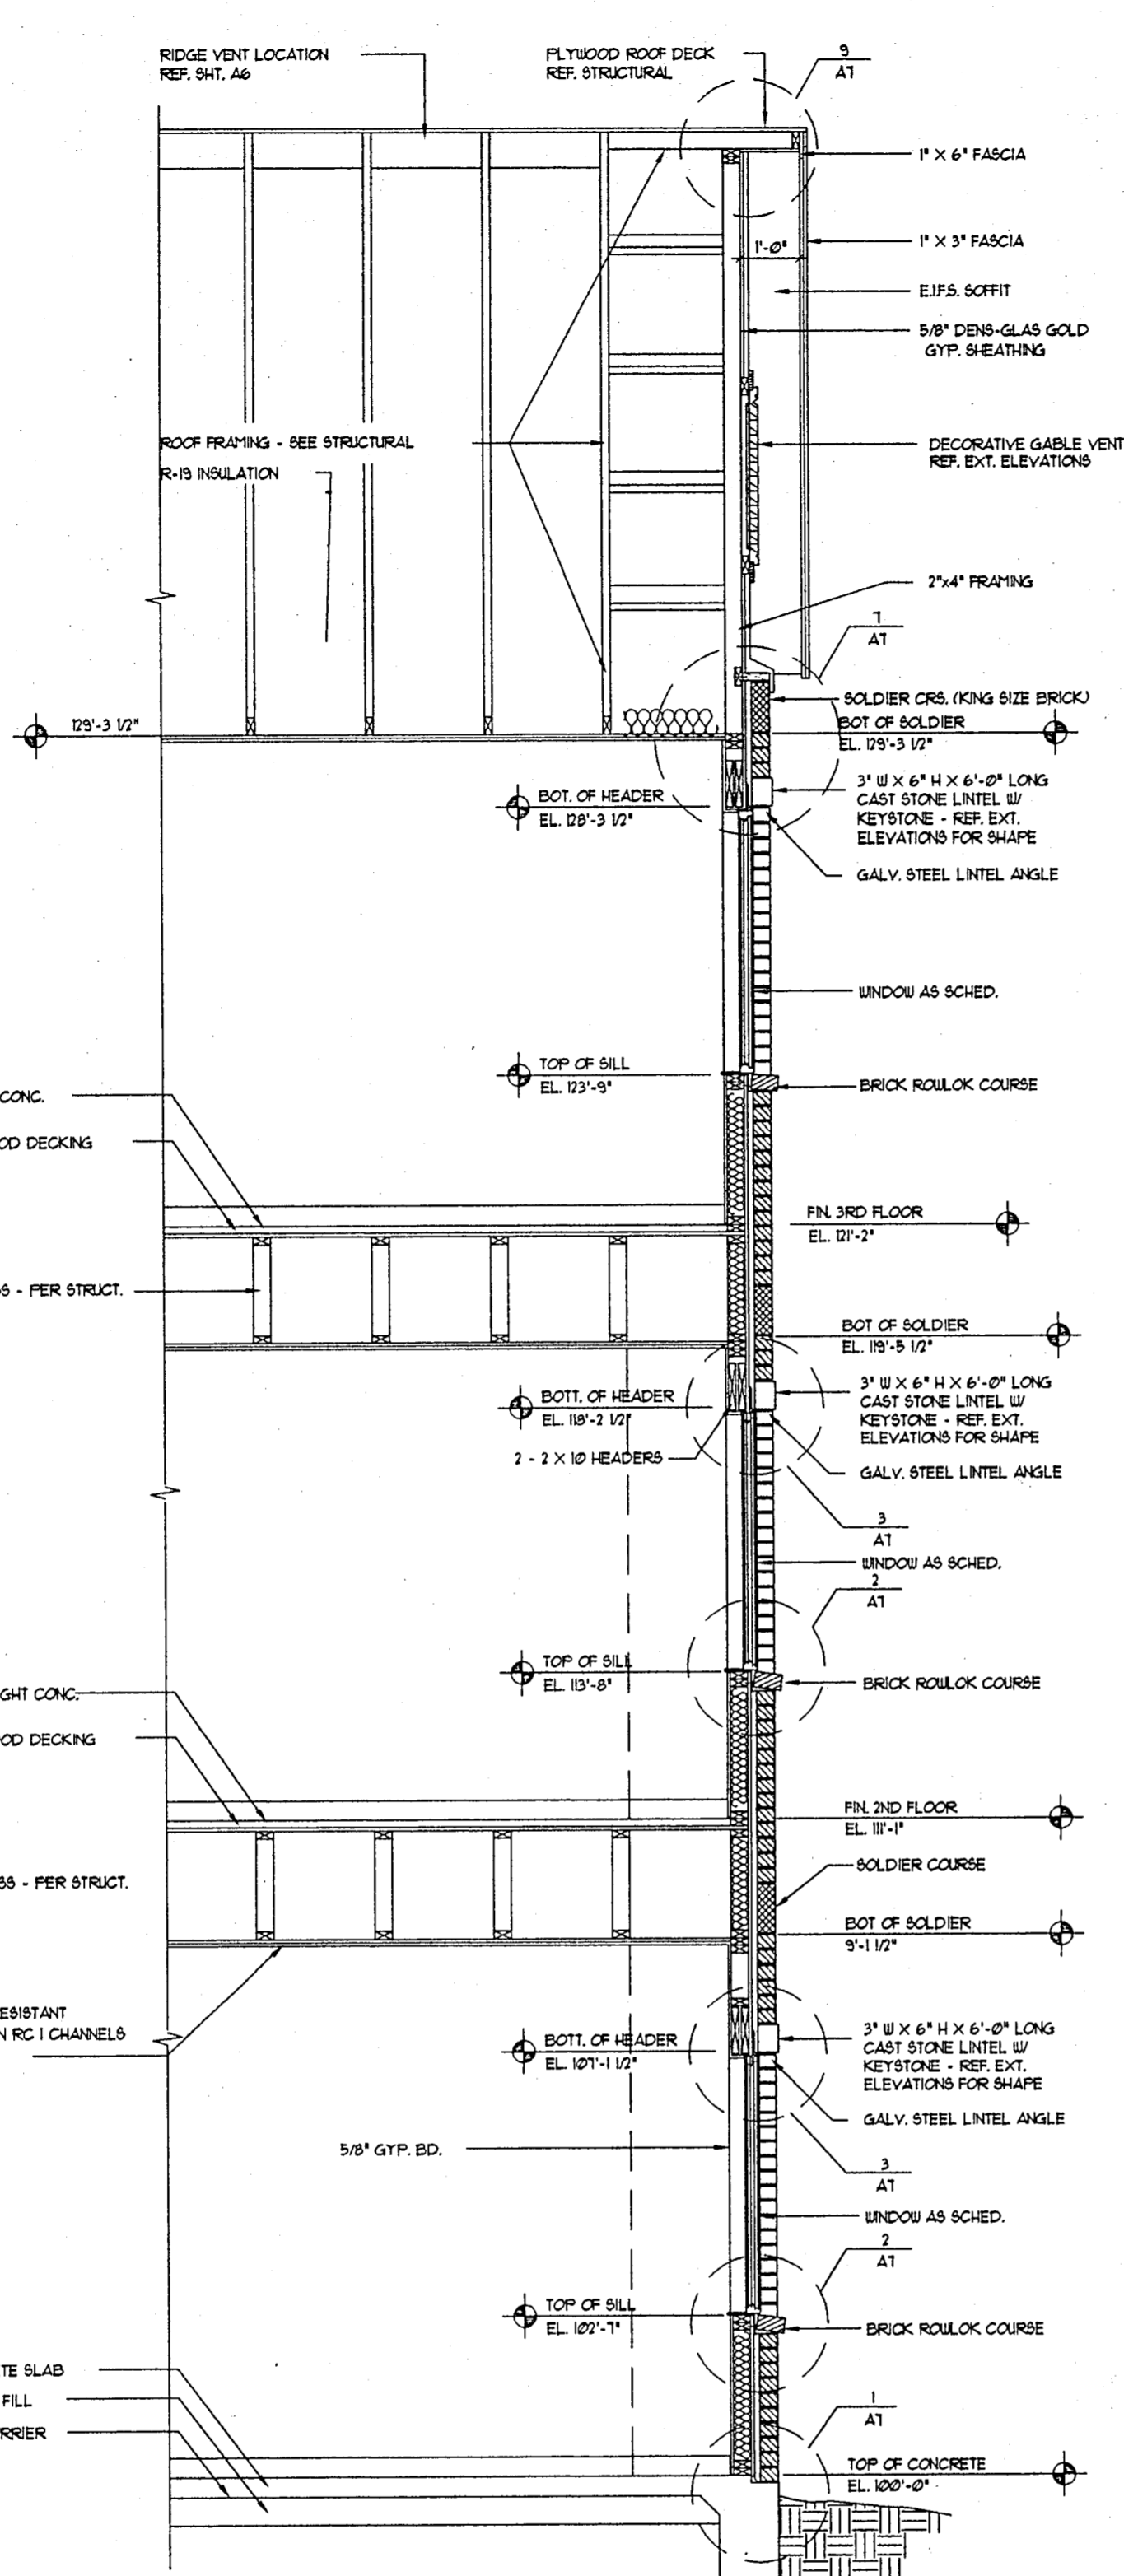 RIDGE VENT LOCATION
REF. SHT. A6
PLYWOOD ROOF DECK
REF. STRUCTURAL
9
A7
1" X 6" FASCIA
1" X 3" FASCIA
1'-0"
E.I.F.S. SOFFIT
5/8" DENS-GLAS GOLD
GYP. SHEATHING
ROOF FRAMING - SEE STRUCTURAL
R-19 INSULATION
DECORATIVE GABLE VENT
REF. EXT. ELEVATIONS
2"x4" FRAMING
7
A7
SOLDIER CRS. (KING SIZE BRICK)
129'-3 1/2"
BOT OF SOLDIER
EL. 129'-3 1/2"
BOT. OF HEADER
EL. 128'-3 1/2"
3" W X 6" H X 6'-0" LONG
CAST STONE LINTEL W/
KEYSTONE - REF. EXT.
ELEVATIONS FOR SHAPE
GALV. STEEL LINTEL ANGLE
WINDOW AS SCHED.
TOP OF SILL
EL. 123'-9"
BRICK ROWLOK COURSE
CONC.
OD DECKING
FIN. 3RD FLOOR
EL. 121'-2"
SS - PER STRUCT.
BOT OF SOLDIER
EL. 119'-5 1/2"
BOTT. OF HEADER
EL. 118'-2 1/2"
2 - 2 X 10 HEADERS
3" W X 6" H X 6'-0" LONG
CAST STONE LINTEL W/
KEYSTONE - REF. EXT.
ELEVATIONS FOR SHAPE
GALV. STEEL LINTEL ANGLE
3
A7
WINDOW AS SCHED.
2
A7
TOP OF SILL
EL. 113'-8"
BRICK ROWLOK COURSE
GHT CONC.
OD DECKING
FIN. 2ND FLOOR
EL. 111'-1"
SOLDIER COURSE
SS - PER STRUCT.
BOT OF SOLDIER
9'-1 1/2"
ESISTANT
N RC 1 CHANNELS
BOTT. OF HEADER
EL. 107'-1 1/2"
3" W X 6" H X 6'-0" LONG
CAST STONE LINTEL W/
KEYSTONE - REF. EXT.
ELEVATIONS FOR SHAPE
GALV. STEEL LINTEL ANGLE
5/8" GYP. BD.
3
A7
WINDOW AS SCHED.
2
A7
TOP OF SILL
EL. 102'-7"
BRICK ROWLOK COURSE
TE SLAB
FILL
RRIER
1
A7
TOP OF CONCRETE
EL. 100'-0"